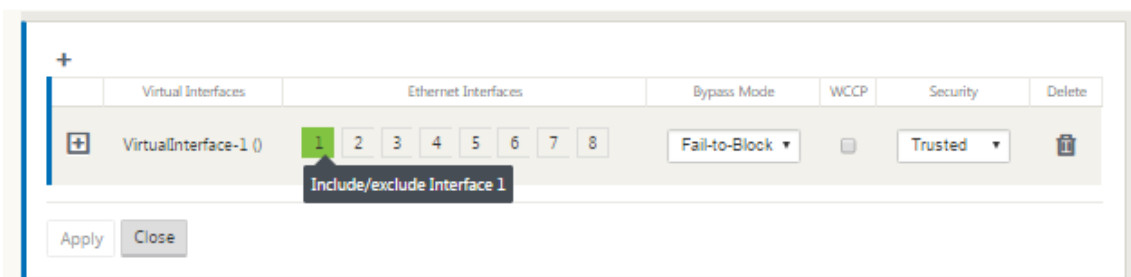 +
Virtual Interfaces Ethernet Interfaces Bypass Mode WCCP Security Delete
+ VirtualInterface-1 () 1 2 3 4 5 6 7 8 Fail-to-Block ▼ Trusted ▼
Include/exclude Interface 1
Apply Close